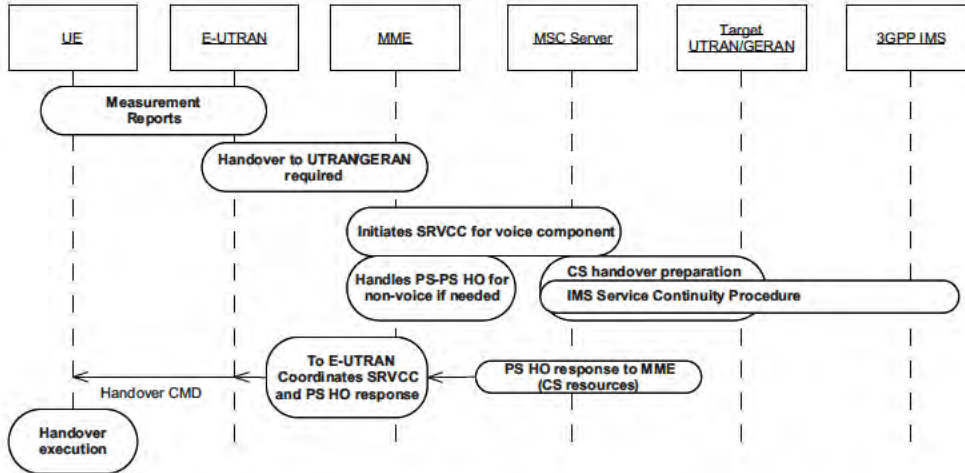 UE
E-UTRAN
MME
MSC Server
Target
UTRAN/GERAN
3GPP IMS
Measurement
Reports
Handover to UTRAN/GERAN
required
Initiates SRVCC for voice component
Handles PS-PS HO for
non-voice if needed
CS handover preparation
IMS Service Continuity Procedure
To E-UTRAN
Coordinates SRVCC
and PS HO response
PS HO response to MME
(CS resources)
Handover CMD
Handover
execution